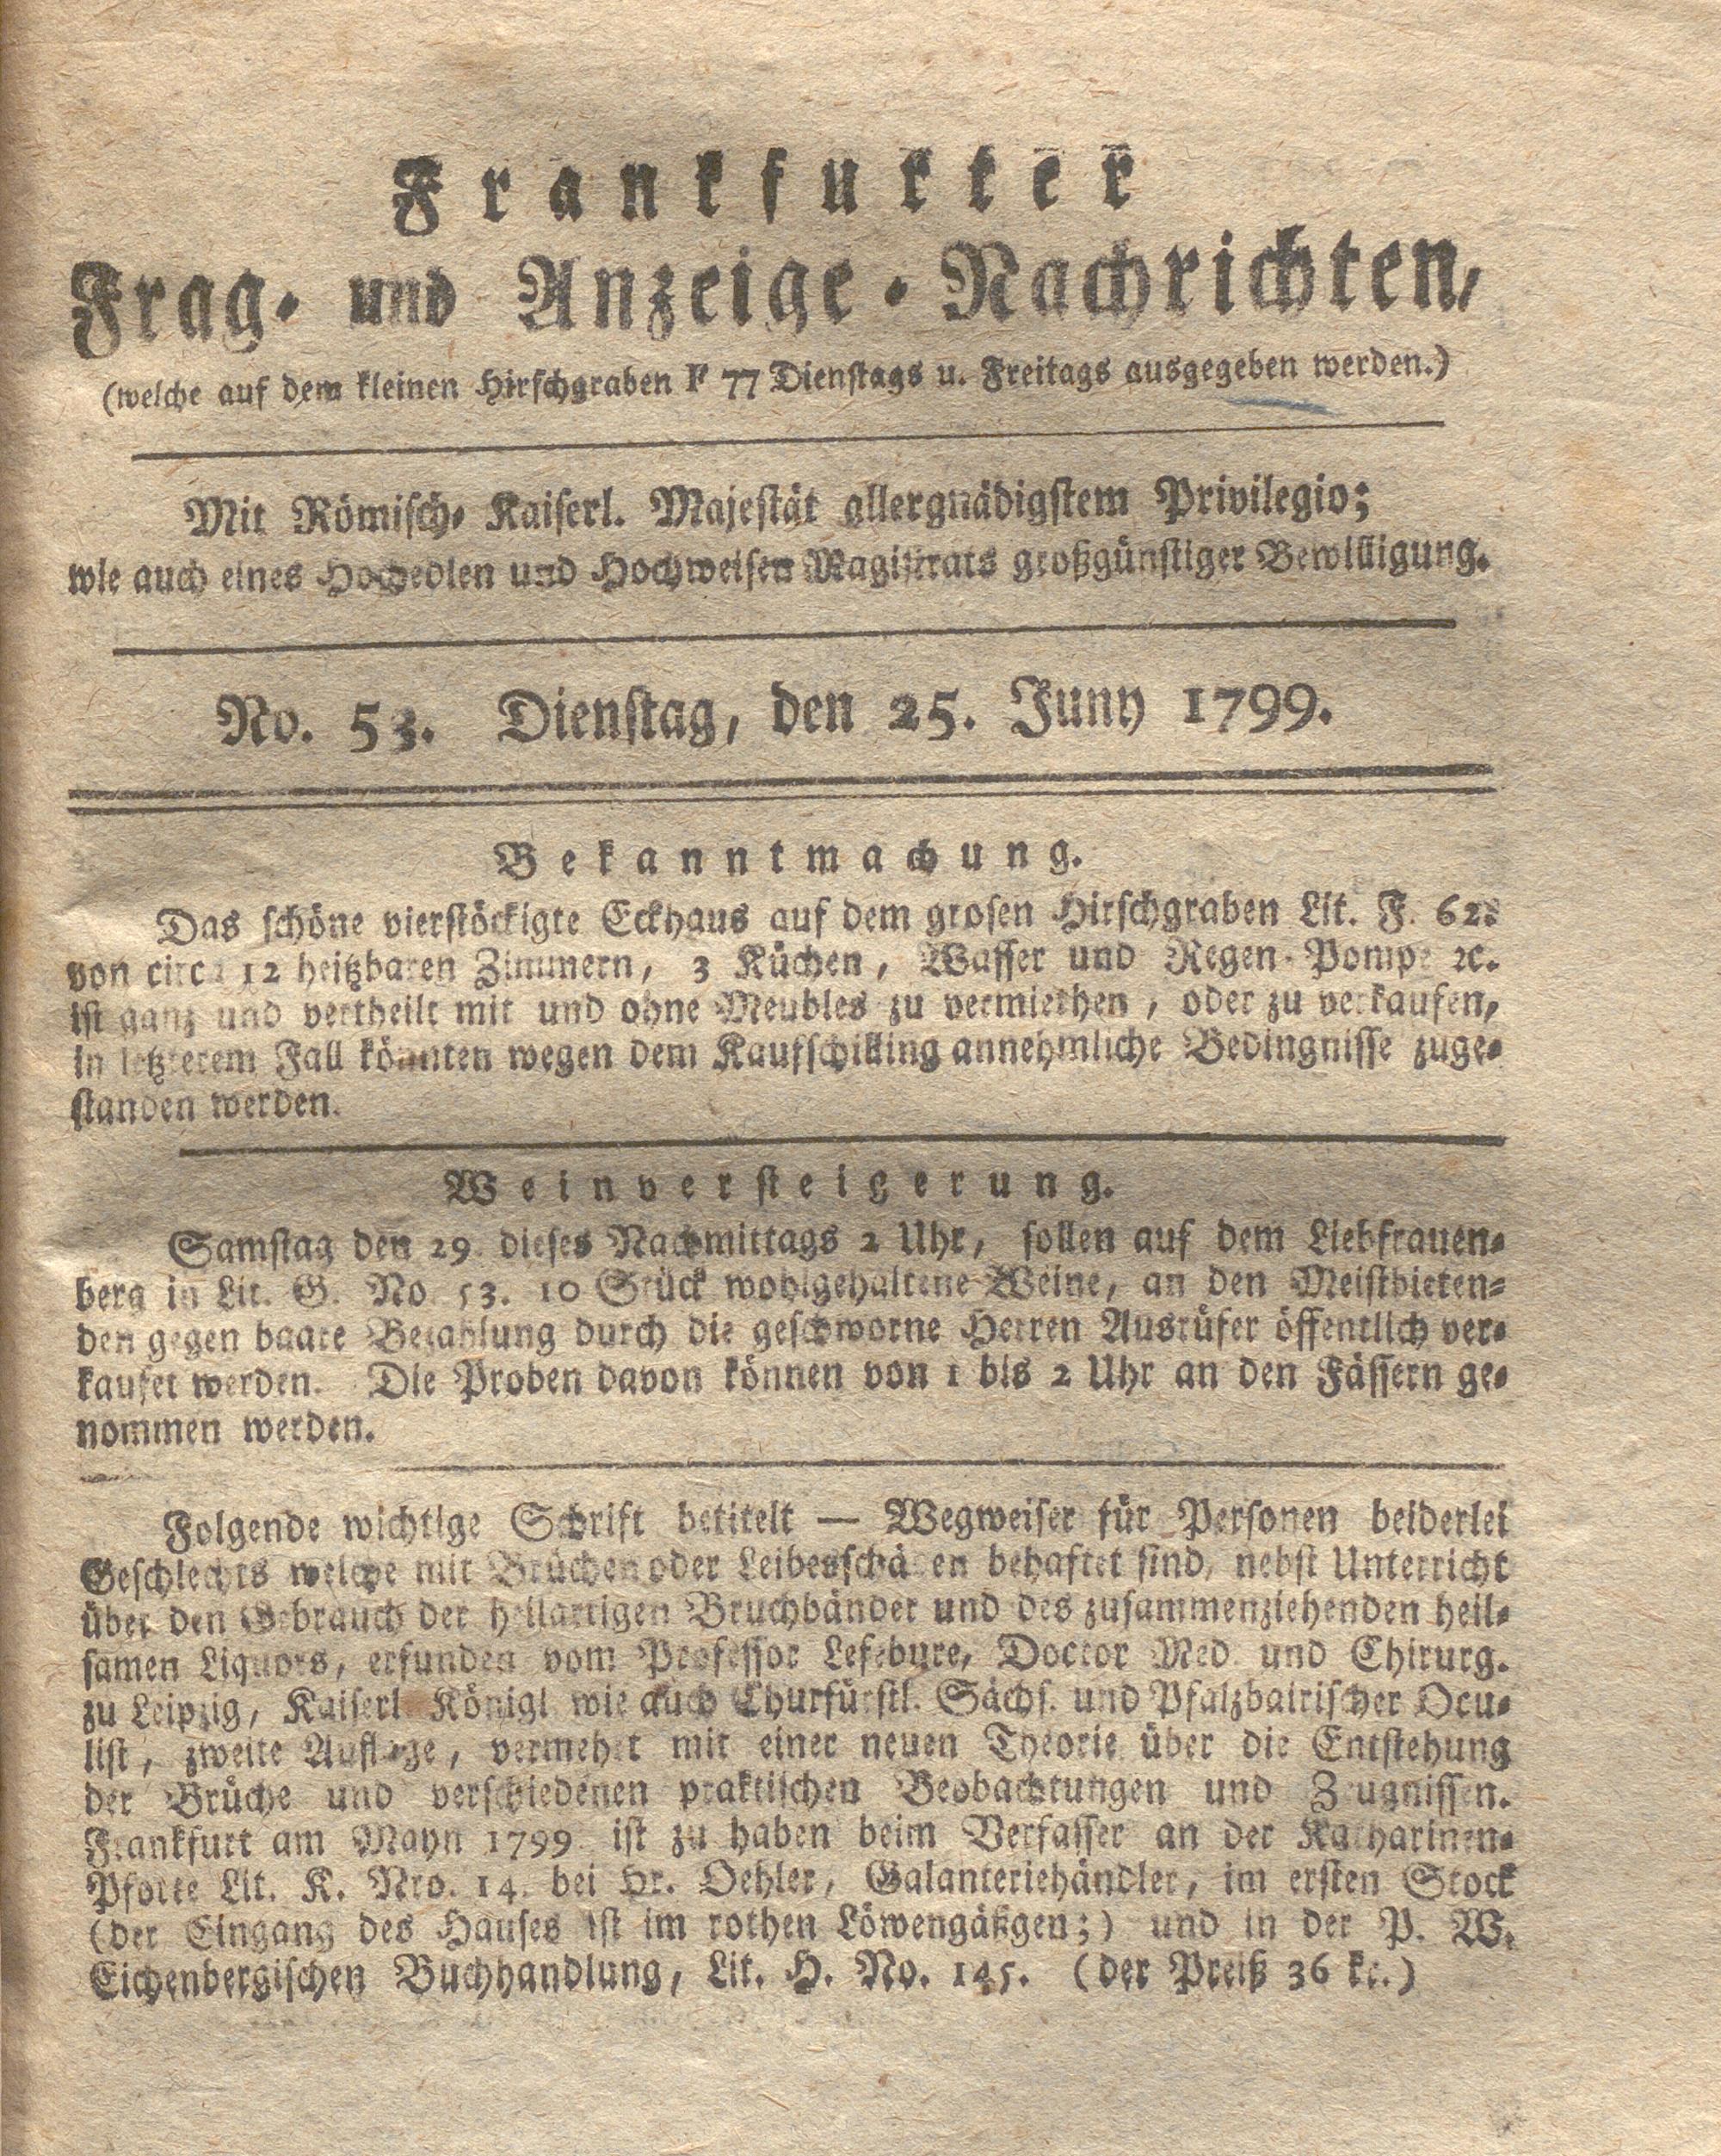 Frankfurter
Frag- und Anzeige-Nachrichten,
(welche auf dem kleinen Hirschgraben F 77 Dienstags u. Freitags ausgegeben werden.)
Mit Römisch- Kaiserl. Majestät allergnädigstem Privilegio;
wie auch eines Hochedlen und Hochweisen Magistrats großgünstiger Bewilligung.
No. 53. Dienstag, den 25. Juny 1799.
Bekanntmachung.
Das schöne vierstöckigte Eckhaus auf dem grosen Hirschgraben Lit. F. 62.
von circa 12 heitzbaren Zimmern, 3 Küchen, Wasser und Regen-Pompe ꝛc.
ist ganz und vertheilt mit und ohne Meubles zu vermiethen, oder zu verkaufen,
in letzterem Fall könnten wegen dem Kaufschilling annehmliche Bedingnisse zuge-
standen werden.
Weinversteigerung.
Samstag den 29. dieses Nachmittags 2 Uhr, sollen auf dem Liebfrauen-
berg in Lit. G. No. 53. 10 Stück wohlgehaltene Weine, an den Meistbieten-
den gegen baare Bezahlung durch die geschworne Herren Ausrüfer öffentlich ver-
kaufet werden. Die Proben davon können von 1 bis 2 Uhr an den Fässern ge-
nommen werden.
Folgende wichtige Schrift betitelt — Wegweiser für Personen beiderlei
Geschlechts welche mit Brüchen oder Leibesschäden behaftet sind, nebst Unterricht
über den Gebrauch der heilartigen Bruchbänder und des zusammenziehenden heil-
samen Liquors, erfunden vom Professor Lefebure, Doctor Med. und Chirurg.
zu Leipzig, Kaiserl. Königl. wie auch Churfürstl. Sächs. und Pfalzbairischer Ocu-
list, zweite Auflage, vermehrt mit einer neuen Theorie über die Entstehung
der Brüche und verschiedenen praktischen Beobachtungen und Zeugnissen.
Frankfurt am Mayn 1799. ist zu haben beim Verfasser an der Katharinen-
Pforte Lit. K. Nro. 14. bei Hr. Oehler, Galanteriehändler, im ersten Stock
(der Eingang des Hauses ist im rothen Löwengäßgen;) und in der P. W.
Eichenbergischen Buchhandlung, Lit. H. No. 145. (der Preiß 36 kr.)